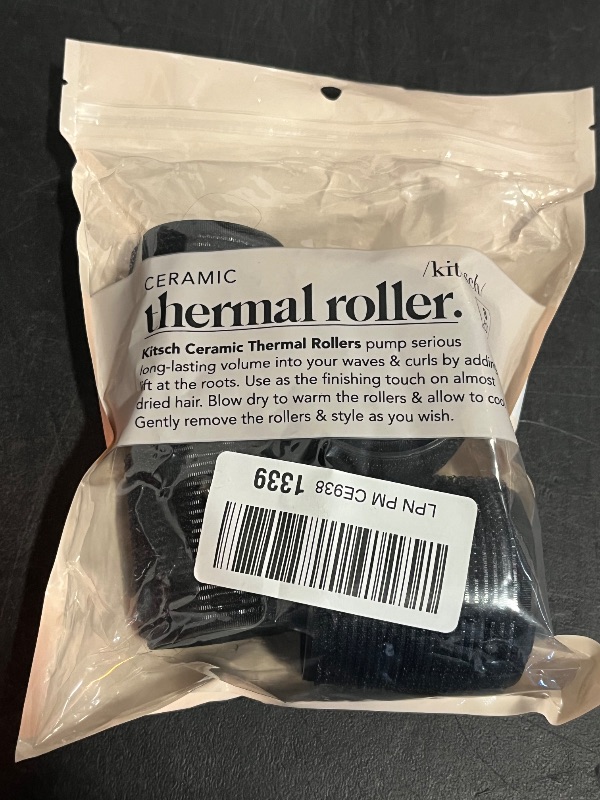 CERAMIC
/kitsch/
thermal roller.
Kitsch Ceramic Thermal Rollers pump serious
long-lasting volume into your waves & curls by
lift at the roots. Use as the finishing touch on almost
dried hair. Blow dry to warm the rollers & allow to
Gently remove the rollers & style as you wish.
LPN PM CE938 1339